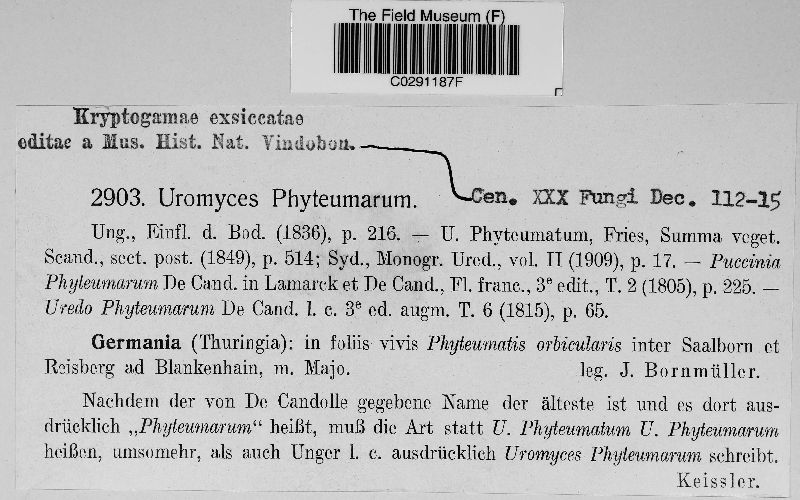 The Field Museum (F)
C0291187F
Kryptogamae exsiccatae
editae a Mus. Hist. Nat. Vindobon.
Cen. XXX Fungi Dec. 112-15
2903. Uromyces Phyteumarum.
Ung., Einfl. d. Bod. (1836), p. 216. — U. Phyteumatum, Fries, Summa veget.
Scand., sect. post. (1849), p. 514; Syd., Monogr. Ured., vol. II (1909), p. 17. — Puccinia
Phyteumarum De Cand. in Lamarck et De Cand., Fl. franc., 3e edit., T. 2 (1805), p. 225. —
Uredo Phyteumarum De Cand. l. c. 3e ed. augm. T. 6 (1815), p. 65.
Germania (Thuringia): in foliis vivis Phyteumatis orbicularis inter Saalborn et
Reisberg ad Blankenhain, m. Majo. leg. J. Bornmüller.
Nachdem der von De Candolle gegebene Name der älteste ist und es dort aus-
drücklich „Phyteumarum“ heißt, muß die Art statt U. Phyteumatum U. Phyteumarum
heißen, umsomehr, als auch Unger l. c. ausdrücklich Uromyces Phyteumarum schreibt.
Keissler.